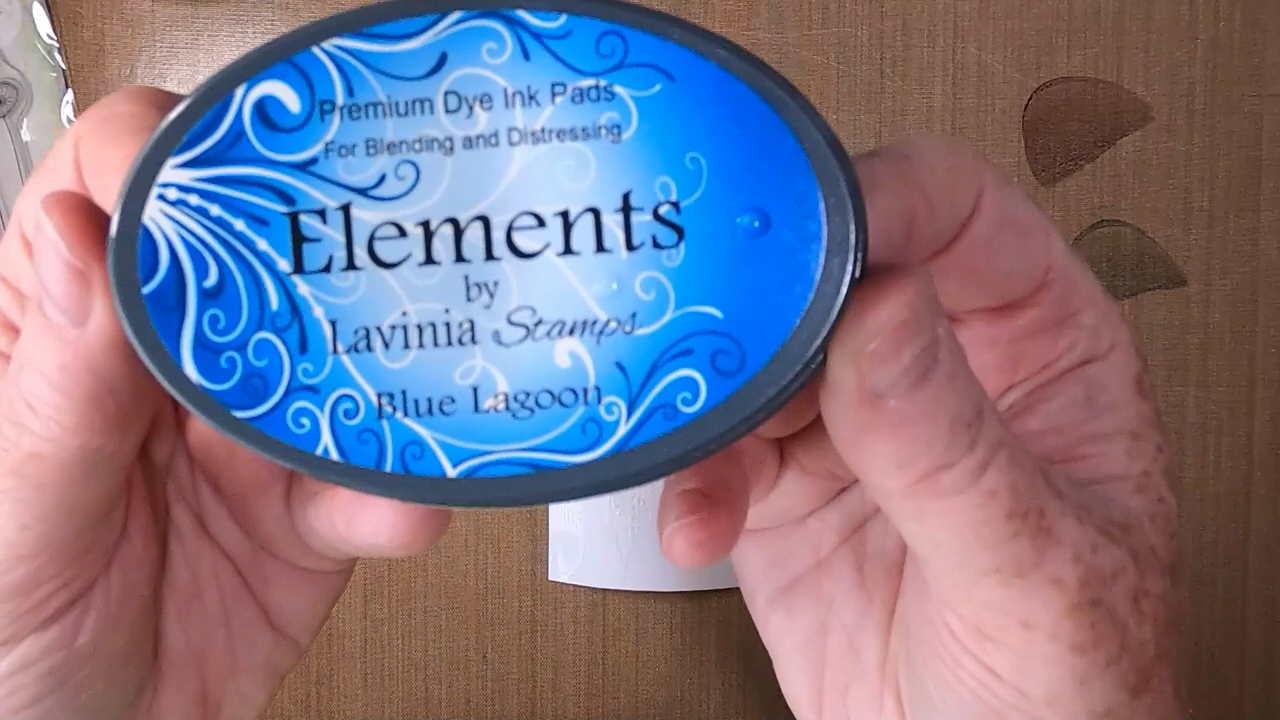 Premium Dye Ink Pads
For Blending and Distressing
Elements
by
Lavinia Stamps
Blue Lagoon